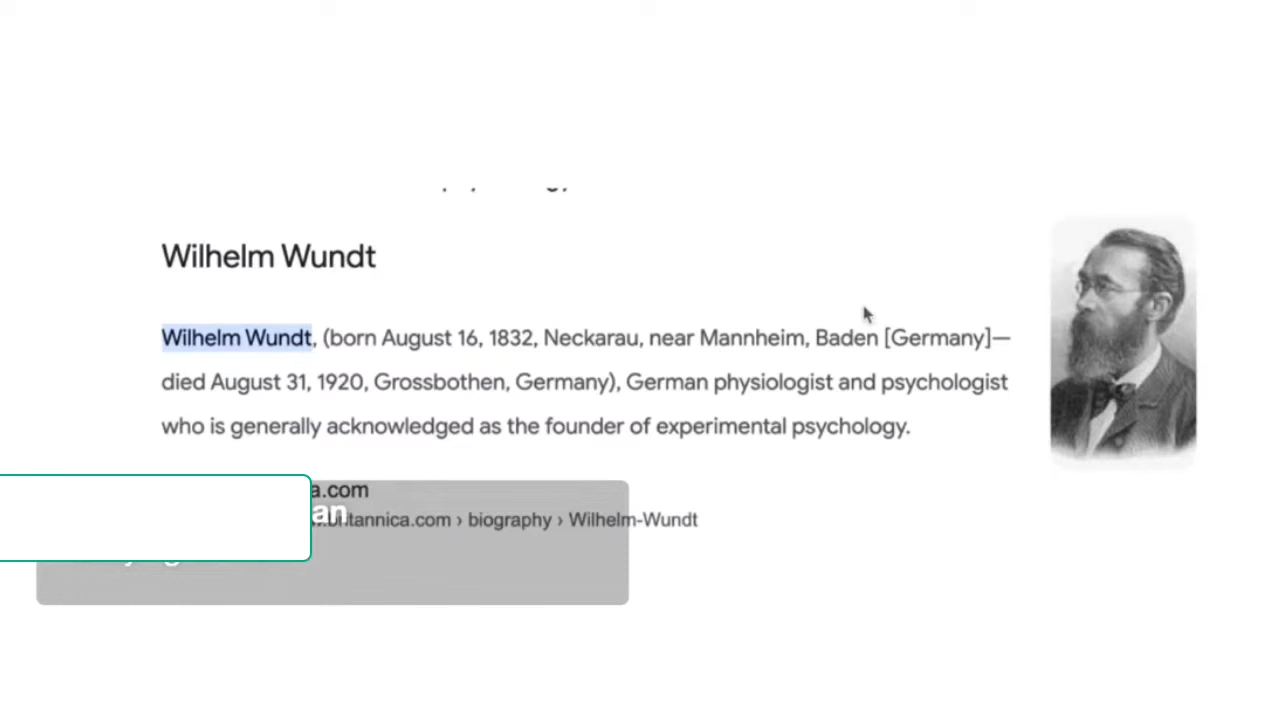 Wilhelm Wundt
Wilhelm Wundt, (born August 16, 1832, Neckarau, near Mannheim, Baden [Germany]—
died August 31, 1920, Grossbothen, Germany), German physiologist and psychologist
who is generally acknowledged as the founder of experimental psychology.
a.com
an
.britannica.com › biography › Wilhelm-Wundt